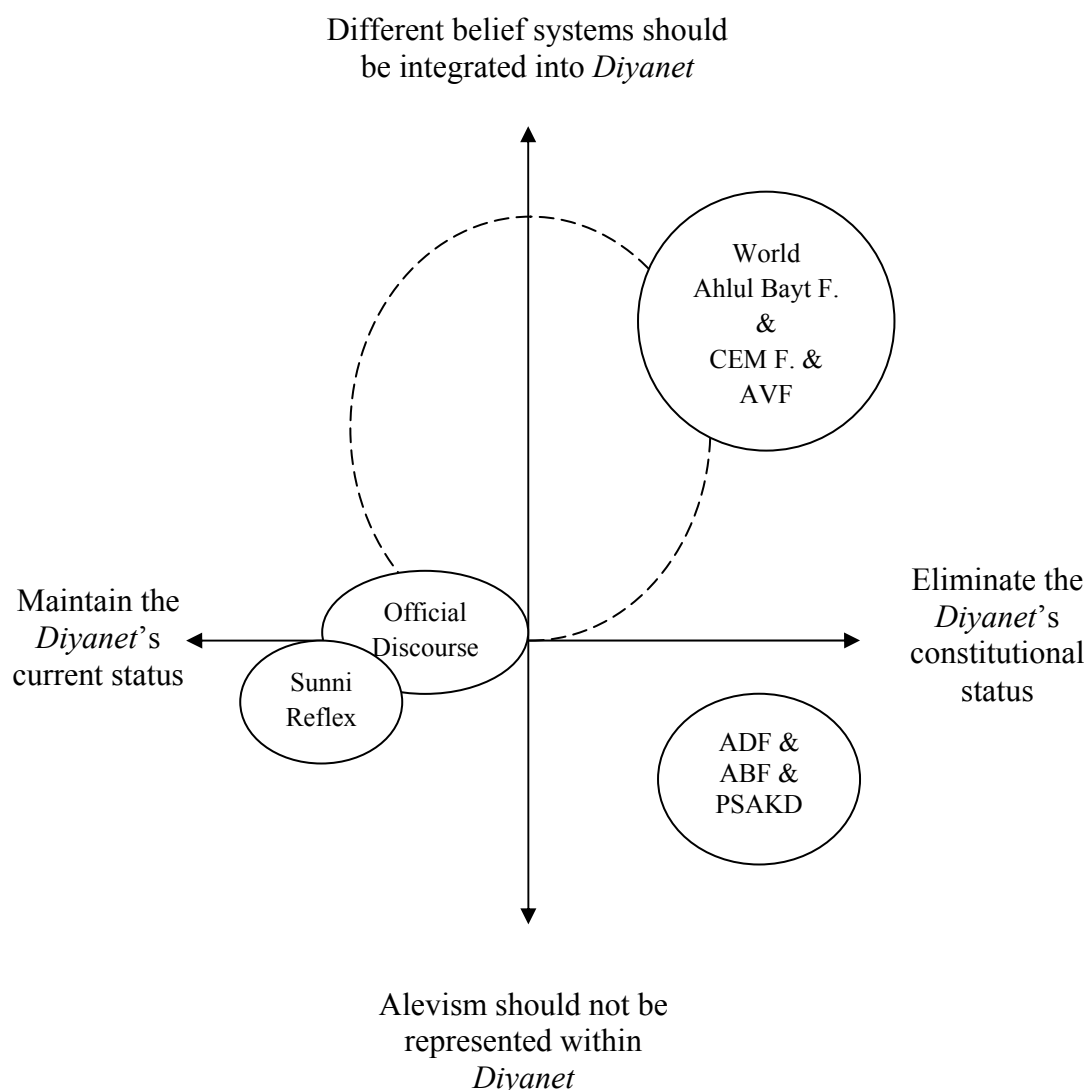 Different belief systems should
be integrated into Diyanet
World
Ahlul Bayt F.
&
CEM F. &
AVF
Maintain the
Diyanet’s
current status
Official
Discourse
Sunni
Reflex
Eliminate the
Diyanet’s
constitutional
status
ADF &
ABF &
PSAKD
Alevism should not be
represented within
Diyanet